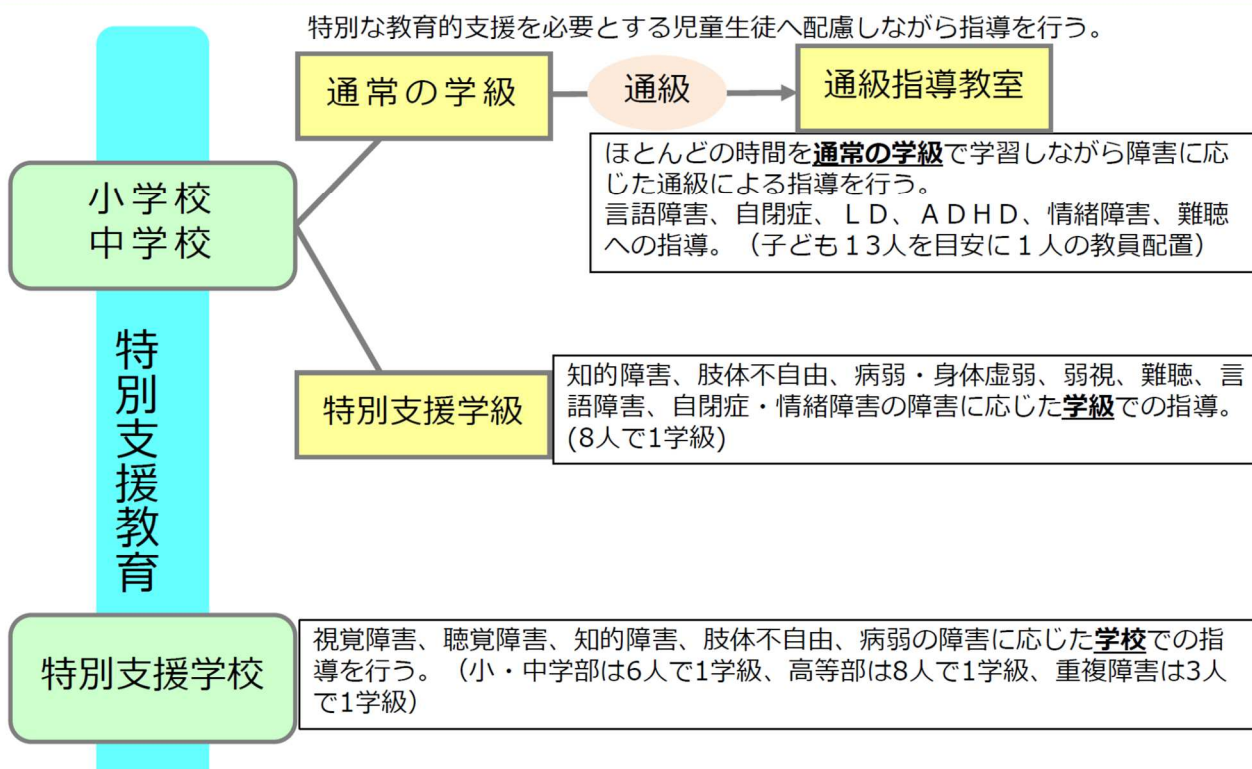 特別な教育的支援を必要とする児童生徒へ配慮しながら指導を行う。
通常の学級
通級
通級指導教室
ほとんどの時間を通常の学級で学習しながら障害に応
じた通級による指導を行う。
言語障害、自閉症、ＬＤ、ＡＤＨＤ、情緒障害、難聴
への指導。（子ども１３人を目安に１人の教員配置）
小学校
中学校
特別支援教育
特別支援学級
知的障害、肢体不自由、病弱・身体虚弱、弱視、難聴、言
語障害、自閉症・情緒障害の障害に応じた学級での指導。
(8人で1学級)
特別支援学校
視覚障害、聴覚障害、知的障害、肢体不自由、病弱の障害に応じた学校での指
導を行う。（小・中学部は6人で1学級、高等部は8人で1学級、重複障害は3人
で1学級）